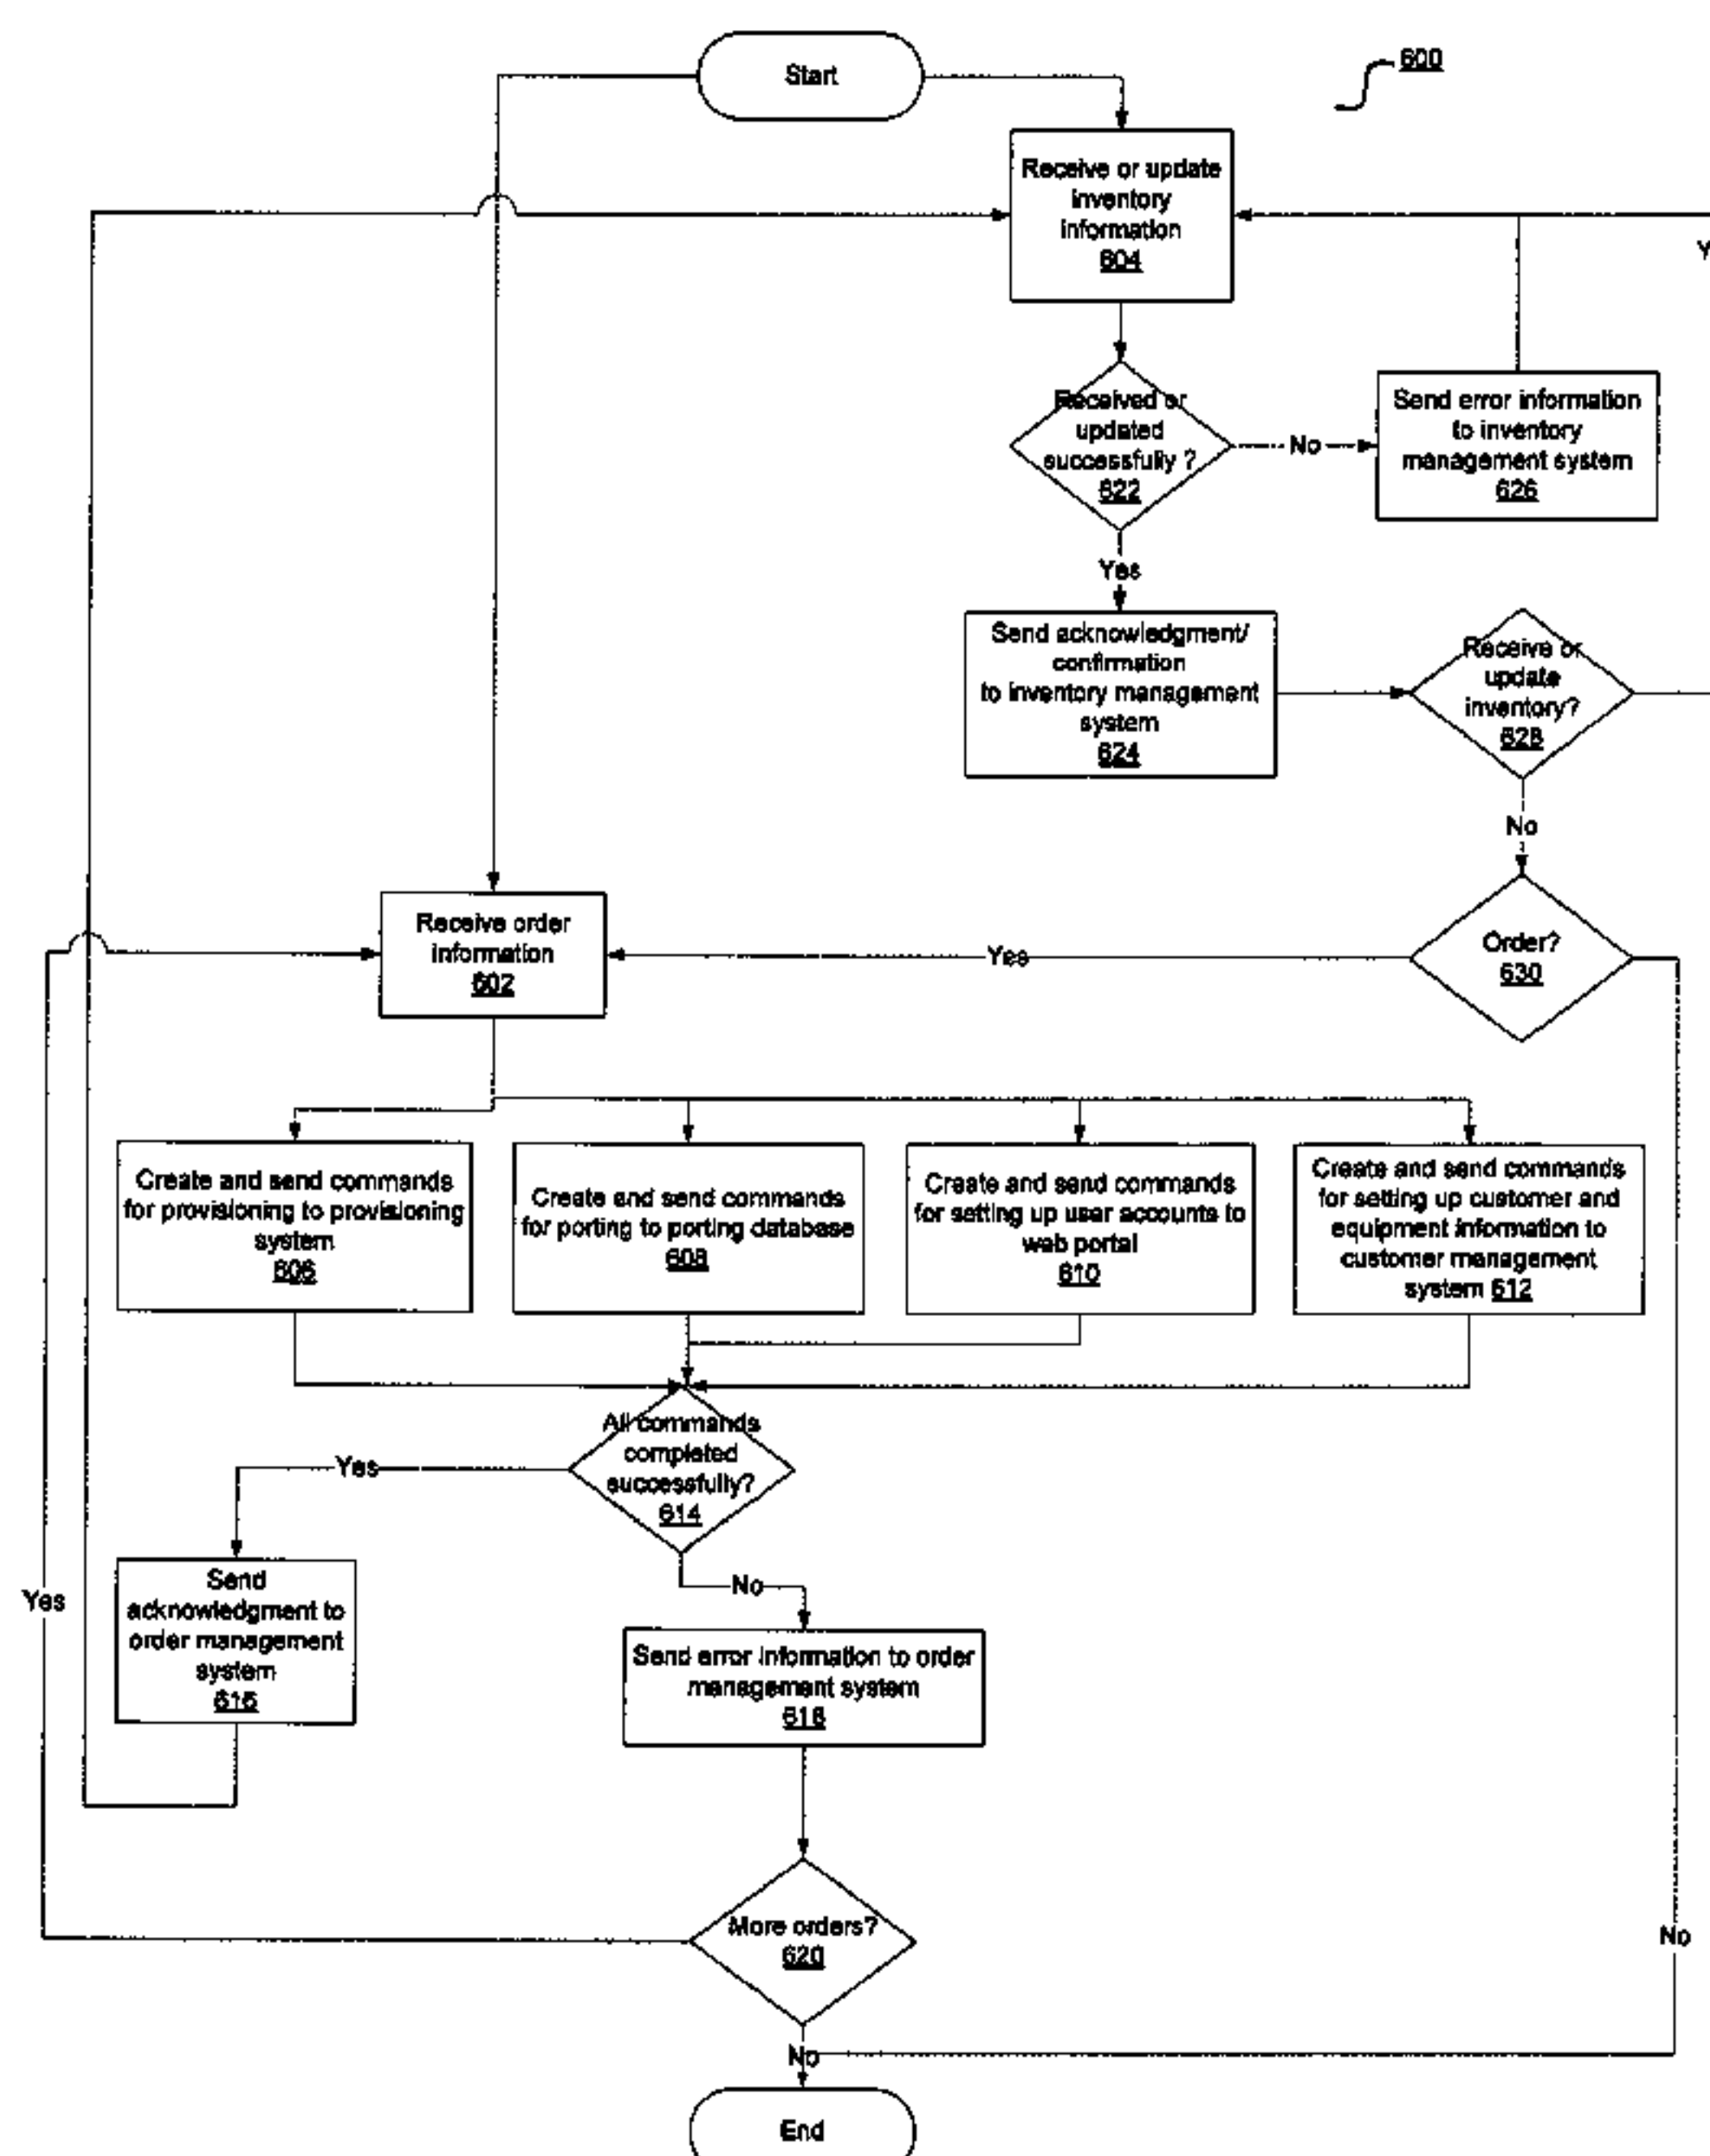 Start
600
Receive or update
inventory
information
604
Y
Received or
updated
successfully ?
622
No
Send error information
to inventory
management system
626
Yes
Send acknowledgment/
confirmation
to inventory management
system
624
Receive or
update
inventory?
628
No
Receive order
information
602
Yes
Order?
630
Create and send commands
for provisioning to provisioning
system
606
Create and send commands
for porting to porting database
608
Create and send commands
for setting up user accounts to
web portal
610
Create and send commands
for setting up customer and
equipment information to
customer management
system 612
All commands
completed
successfully?
614
Yes
No
Send
acknowledgment to
order management
system
616
Yes
Send error information to order
management system
618
More orders?
620
No
No
End